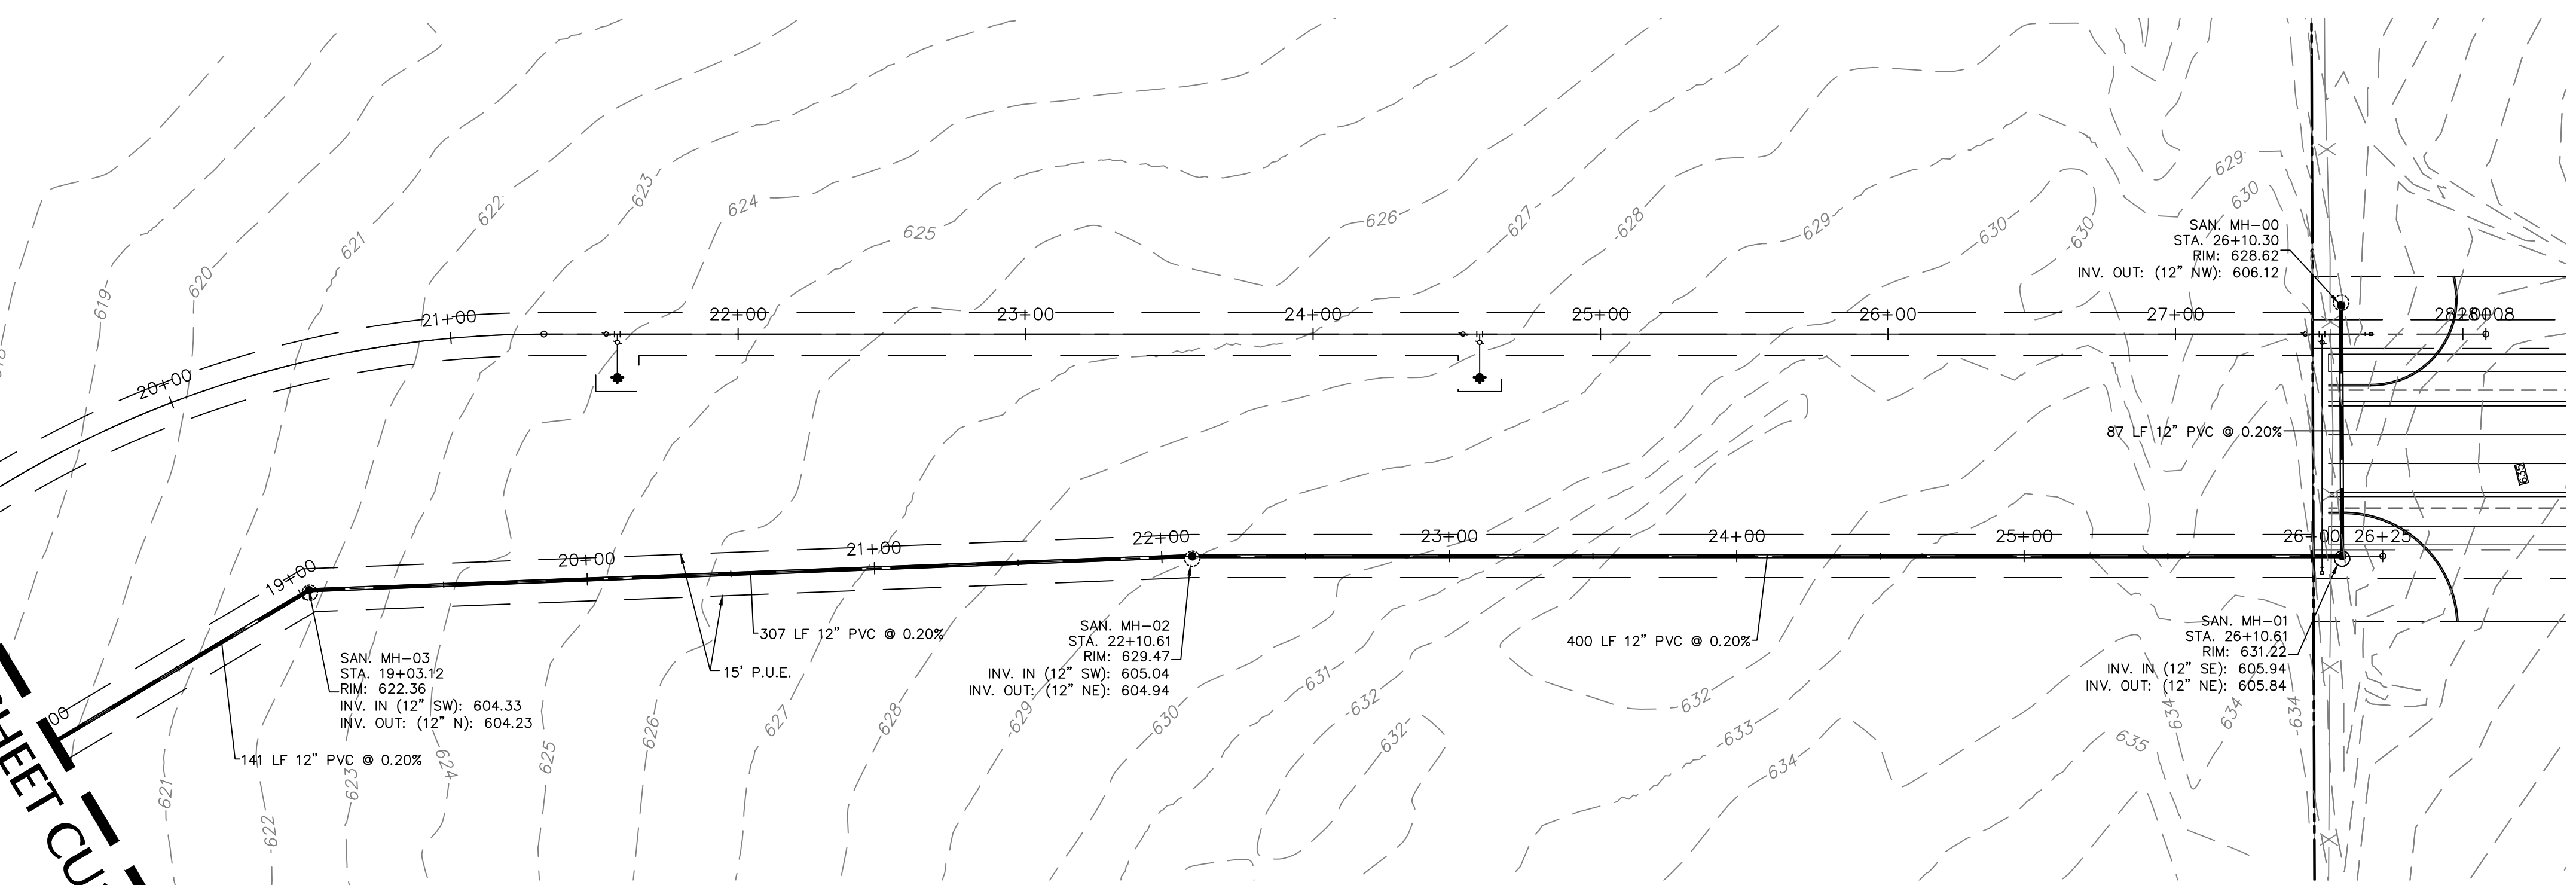 629
630
SAN. MH-00
STA. 26+10.30
RIM: 628.62
INV. OUT: (12" NW): 606.12
623
622
624
621
625
626
627
628
629
630
630
620
619
21+00
22+00
23+00
24+00
25+00
26+00
27+00
20+00
87 LF 12" PVC @ 0.20%
635
19+00
20+00
21+00
22+00
23+00
24+00
25+00
26+00
26+25
SAN. MH-03
STA. 19+03.12
RIM: 622.36
INV. IN (12" SW): 604.33
INV. OUT: (12" N): 604.23
307 LF 12" PVC @ 0.20%
15' P.U.E.
SAN. MH-02
STA. 22+10.61
RIM: 629.47
INV. IN (12" SW): 605.04
INV. OUT: (12" NE): 604.94
400 LF 12" PVC @ 0.20%
SAN. MH-01
STA. 26+10.61
RIM: 631.22
INV. IN (12" SE): 605.94
INV. OUT: (12" NE): 605.84
141 LF 12" PVC @ 0.20%
621
622
623
624
625
626
627
628
629
630
631
632
632
632
633
634
635
634
634
634